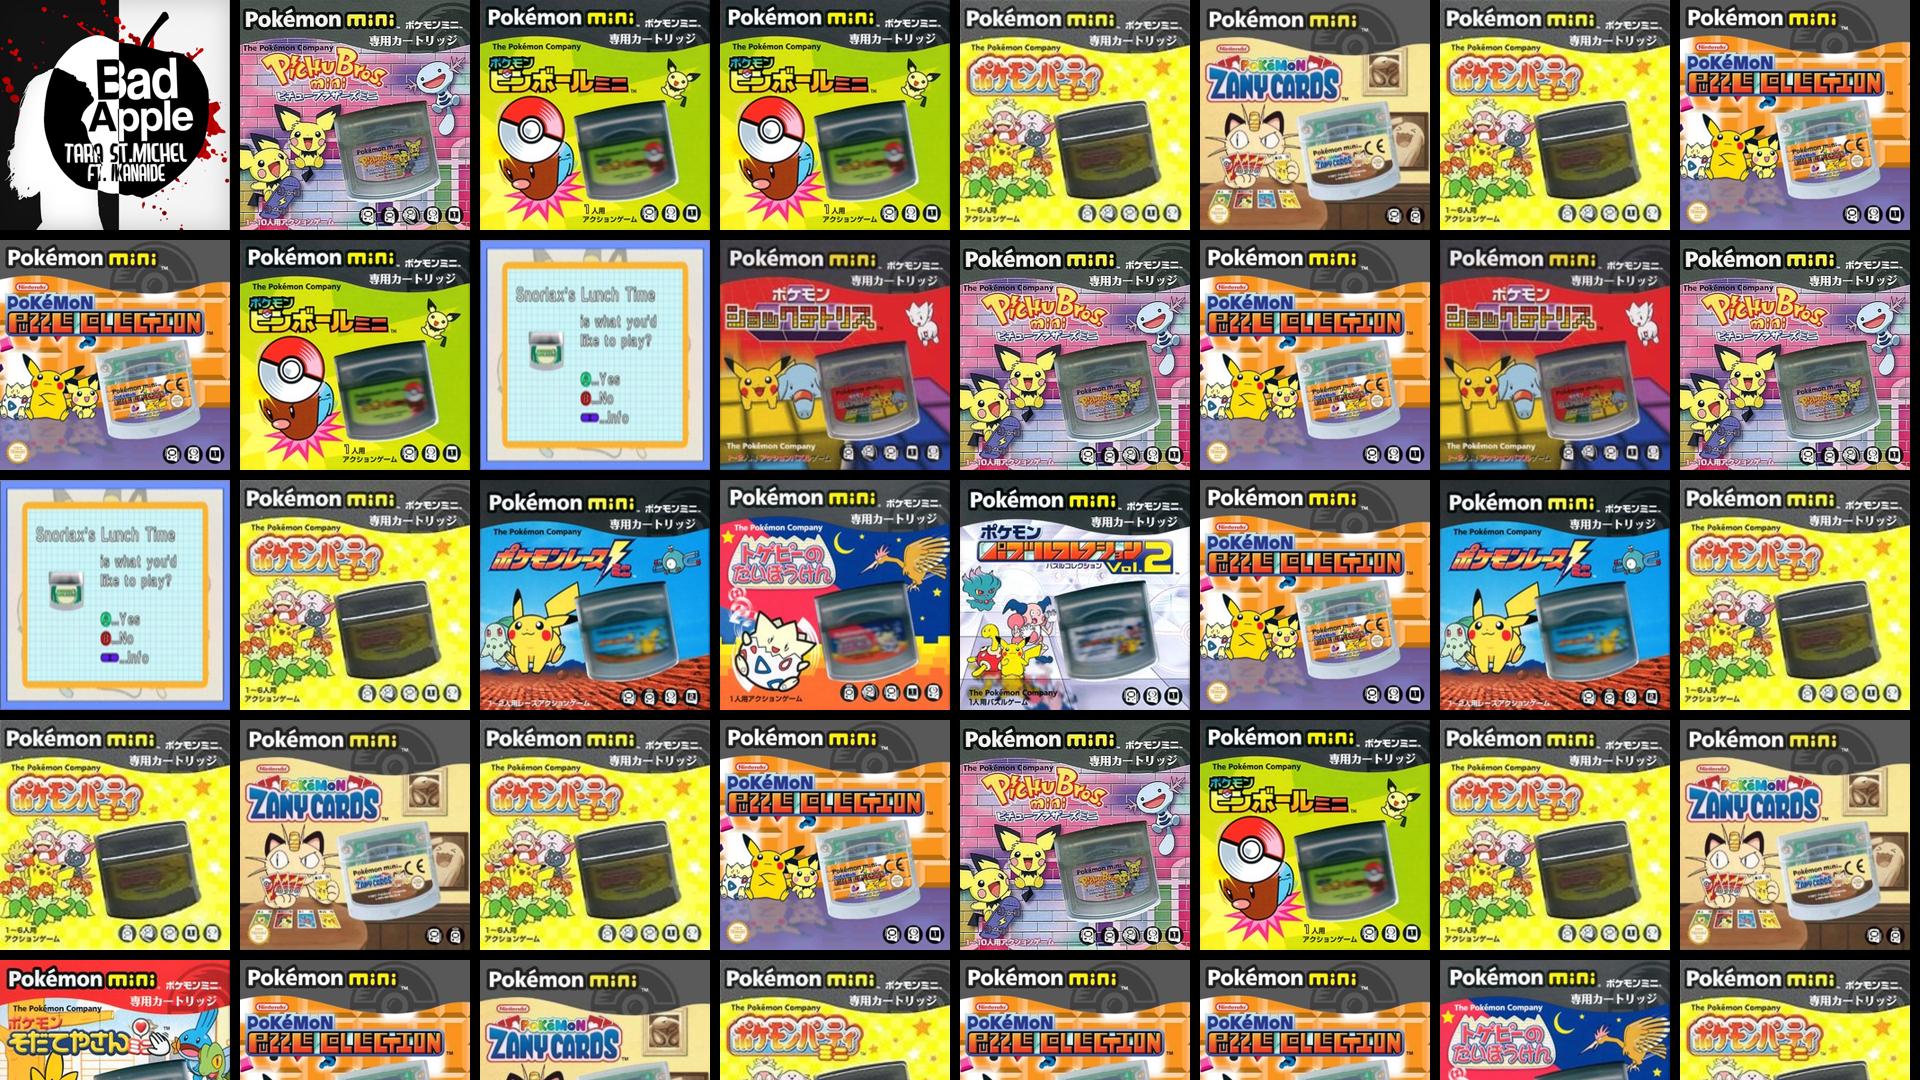 Bad
Apple
TARA ST.MICHEL
FT. KANAIDE
Pokémon mini ポケモンミニ
専用カートリッジ
The Pokémon Company
Pichu Bros.
mini
ピチューブラザーズミニ
1~10人用アクションゲーム
Pokémon mini ポケモンミニ
専用カートリッジ
The Pokémon Company
ポケモン
ピンボールミニ
1人用
アクションゲーム
Pokémon mini ポケモンミニ
専用カートリッジ
The Pokémon Company
ポケモン
ピンボールミニ
1人用
アクションゲーム
Pokémon mini ポケモンミニ
専用カートリッジ
The Pokémon Company
ポケモンパーティ
ミニ
1~6人用
アクションゲーム
Pokémon mini
Nintendo
POKéMON
ZANY CARDS
Pokémon mini ポケモンミニ
専用カートリッジ
The Pokémon Company
ポケモンパーティ
ミニ
1~6人用
アクションゲーム
Pokémon mini
Nintendo
POKéMON
PUZZLE COLLECTION
Pokémon mini
Nintendo
POKéMON
PUZZLE COLLECTION
Pokémon mini ポケモンミニ
専用カートリッジ
The Pokémon Company
ポケモン
ピンボールミニ
1人用
アクションゲーム
Snorlax's Lunch Time
is what you'd
like to play?
A...Yes
B...No
...Info
Pokémon mini ポケモンミニ
専用カートリッジ
ポケモン
ショックテトリス
The Pokémon Company
Pokémon mini ポケモンミニ
専用カートリッジ
The Pokémon Company
Pichu Bros.
mini
ピチューブラザーズミニ
1~10人用アクションゲーム
Pokémon mini
Nintendo
POKéMON
PUZZLE COLLECTION
Pokémon mini ポケモンミニ
専用カートリッジ
ポケモン
ショックテトリス
The Pokémon Company
Pokémon mini ポケモンミニ
専用カートリッジ
The Pokémon Company
Pichu Bros.
mini
ピチューブラザーズミニ
1~10人用アクションゲーム
Snorlax's Lunch Time
is what you'd
like to play?
A...Yes
B...No
...Info
Pokémon mini ポケモンミニ
専用カートリッジ
The Pokémon Company
ポケモンパーティ
ミニ
1~6人用
アクションゲーム
Pokémon mini ポケモンミニ
専用カートリッジ
The Pokémon Company
ポケモンレース
ミニ
1~2人用レースアクションゲーム
Pokémon mini ポケモンミニ
専用カートリッジ
The Pokémon Company
トゲピーの
だいぼうけん
1人用アクションゲーム
Pokémon mini ポケモンミニ
専用カートリッジ
ポケモン
パズルコレクション
Vol.2
パズルコレクション
The Pokémon Company
1人用パズルゲーム
Pokémon mini
Nintendo
POKéMON
PUZZLE COLLECTION
Pokémon mini ポケモンミニ
専用カートリッジ
The Pokémon Company
ポケモンレース
ミニ
1~2人用レースアクションゲーム
Pokémon mini ポケモンミニ
専用カートリッジ
The Pokémon Company
ポケモンパーティ
ミニ
1~6人用
アクションゲーム
Pokémon mini ポケモンミニ
専用カートリッジ
The Pokémon Company
ポケモンパーティ
ミニ
1~6人用
アクションゲーム
Pokémon mini
Nintendo
POKéMON
ZANY CARDS
Pokémon mini ポケモンミニ
専用カートリッジ
The Pokémon Company
ポケモンパーティ
ミニ
1~6人用
アクションゲーム
Pokémon mini
Nintendo
POKéMON
PUZZLE COLLECTION
Pokémon mini ポケモンミニ
専用カートリッジ
The Pokémon Company
Pichu Bros.
mini
ピチューブラザーズミニ
1~10人用アクションゲーム
Pokémon mini ポケモンミニ
専用カートリッジ
The Pokémon Company
ポケモン
ピンボールミニ
1人用
アクションゲーム
Pokémon mini ポケモンミニ
専用カートリッジ
The Pokémon Company
ポケモンパーティ
ミニ
1~6人用
アクションゲーム
Pokémon mini
Nintendo
POKéMON
ZANY CARDS
Pokémon mini ポケモンミニ
専用カートリッジ
The Pokémon Company
ポケモン
そだてやさん
Pokémon mini
Nintendo
POKéMON
PUZZLE COLLECTION
Pokémon mini
Nintendo
POKéMON
ZANY CARDS
Pokémon mini ポケモンミニ
専用カートリッジ
The Pokémon Company
ポケモンパーティ
ミニ
Pokémon mini
Nintendo
POKéMON
PUZZLE COLLECTION
Pokémon mini
Nintendo
POKéMON
PUZZLE COLLECTION
Pokémon mini ポケモンミニ
専用カートリッジ
The Pokémon Company
トゲピーの
だいぼうけん
Pokémon mini ポケモンミニ
専用カートリッジ
The Pokémon Company
ポケモンパーティ
ミニ